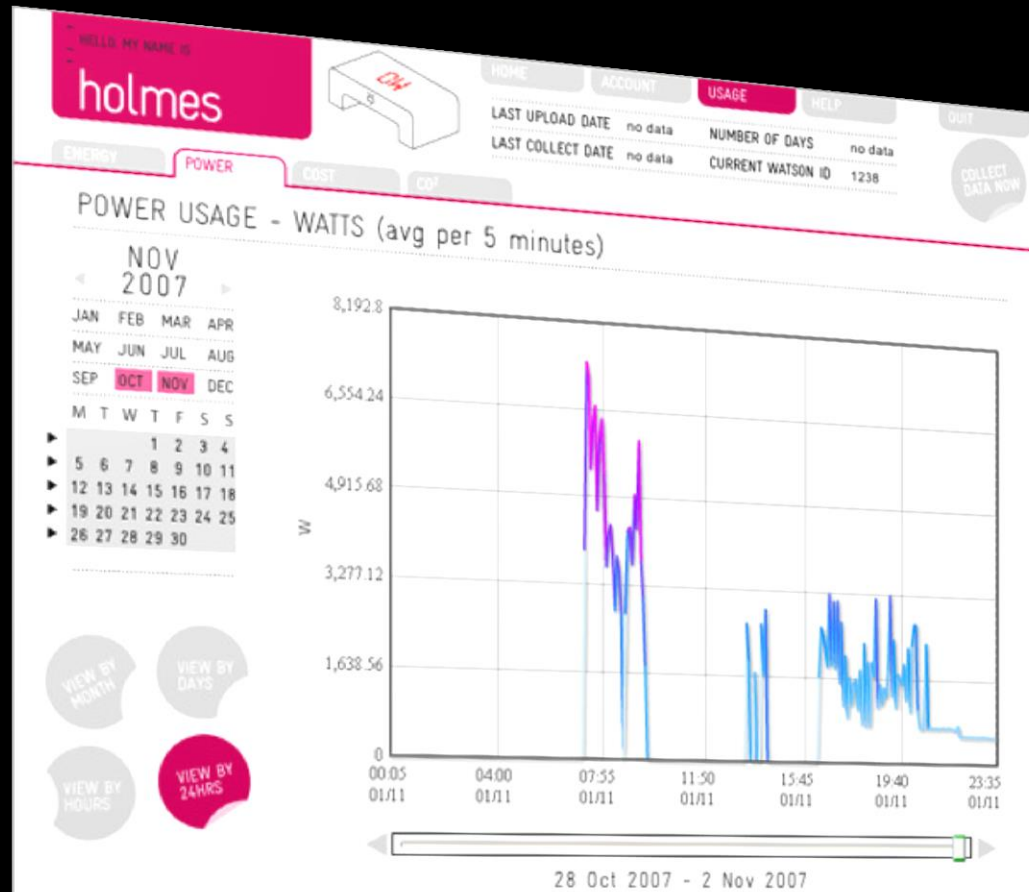 HELLO, MY NAME IS
holmes
0W
HOME
ACCOUNT
USAGE
HELP
QUIT
LAST UPLOAD DATE no data
NUMBER OF DAYS no data
LAST COLLECT DATE no data
CURRENT WATSON ID 1238
COLLECT
DATA NOW
ENERGY
POWER
COST
CO²
POWER USAGE - WATTS (avg per 5 minutes)
NOV
2007
JAN FEB MAR APR
MAY JUN JUL AUG
SEP OCT NOV DEC
M T W T F S S
1 2 3 4
5 6 7 8 9 10 11
12 13 14 15 16 17 18
19 20 21 22 23 24 25
26 27 28 29 30
VIEW BY
MONTH
VIEW BY
DAYS
VIEW BY
HOURS
VIEW BY
24HRS
8,192.8
6,554.24
4,915.68
3,277.12
1,638.56
0
W
00:05 04:00 07:55 11:50 15:45 19:40 23:35
01/11 01/11 01/11 01/11 01/11 01/11 01/11
28 Oct 2007 - 2 Nov 2007